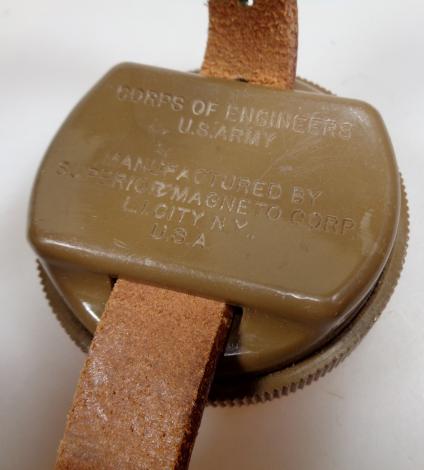 CORPS OF ENGINEERS
U.S.ARMY
MANUFACTURED BY
SUPERIOR MAGNETO CORP
L.I.CITY N.Y.
U.S.A